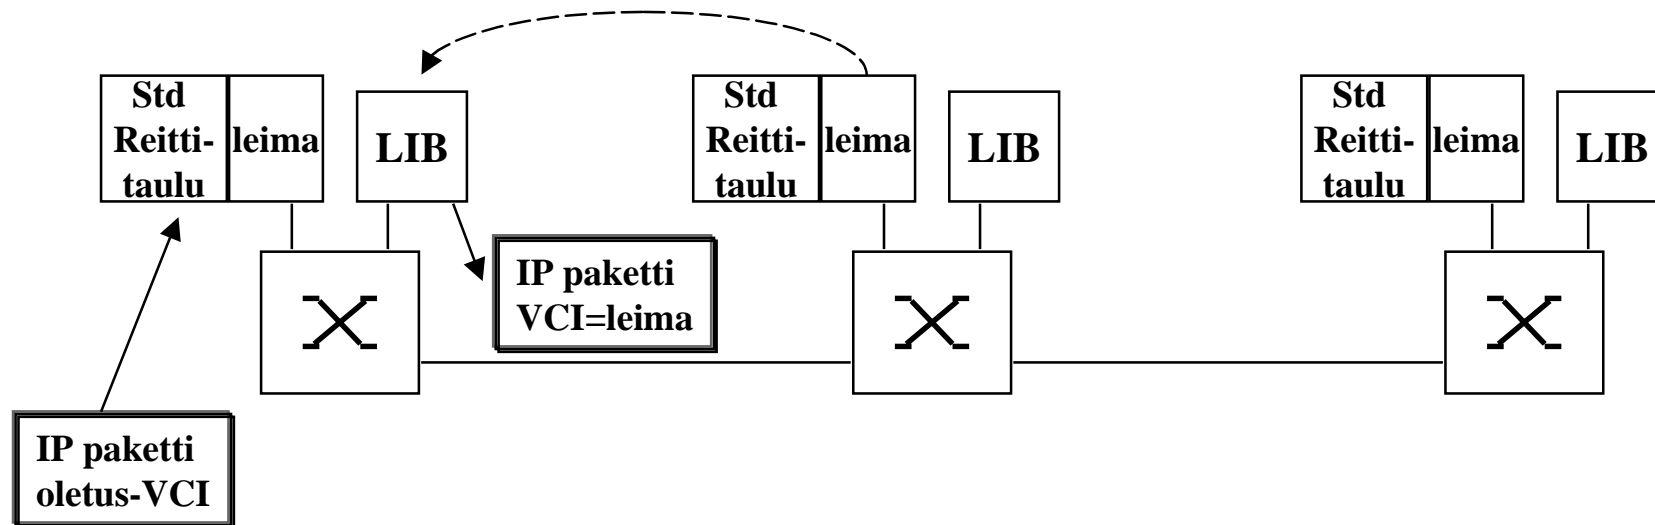 Std
Reitti-
taulu
leima
LIB
Std
Reitti-
taulu
leima
LIB
Std
Reitti-
taulu
leima
LIB
IP paketti
VCI=leima
IP paketti
oletus-VCI